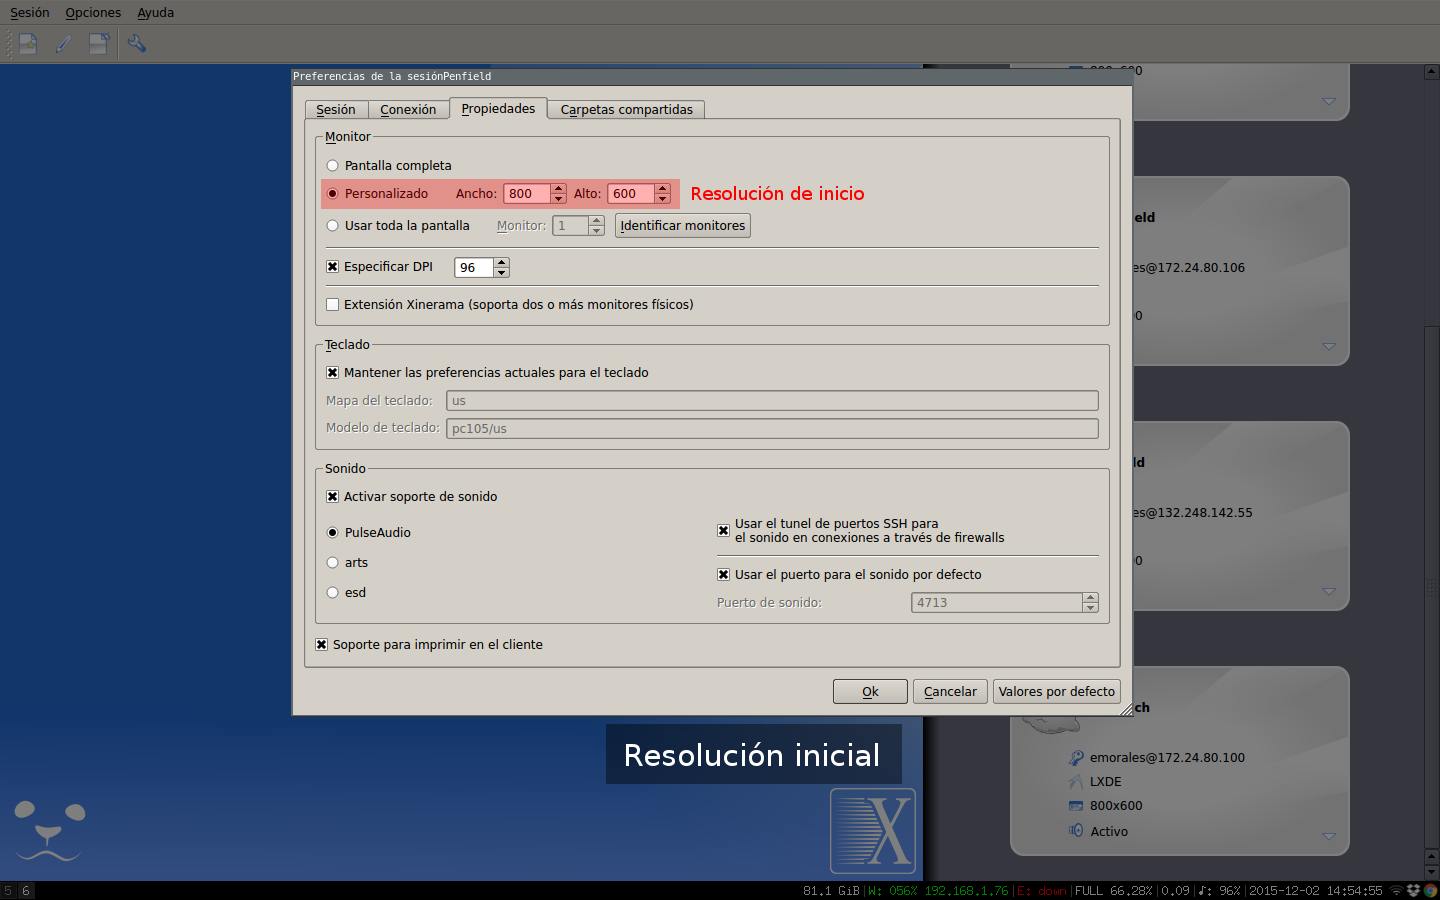 Sesión Opciones Ayuda
Preferencias de la sesiónPenfield
Sesión Conexión Propiedades Carpetas compartidas
Monitor
Pantalla completa
Personalizado Ancho: 800 Alto: 600 Resolución de inicio
Usar toda la pantalla Monitor: 1 Identificar monitores
Especificar DPI 96
Extensión Xinerama (soporta dos o más monitores físicos)
Teclado
Mantener las preferencias actuales para el teclado
Mapa del teclado: us
Modelo de teclado: pc105/us
Sonido
Activar soporte de sonido
PulseAudio
arts
esd
Usar el tunel de puertos SSH para
el sonido en conexiones a través de firewalls
Usar el puerto para el sonido por defecto
Puerto de sonido: 4713
Soporte para imprimir en el cliente
Ok Cancelar Valores por defecto
Resolución inicial
X
eld
es@172.24.80.106
0
ld
es@132.248.142.55
0
ch
emorales@172.24.80.100
LXDE
800x600
Activo
5 6 81.1 GiB|W: 056% 192.168.1.76|E: down|FULL 66.28%|0.09|♪: 96%|2015-12-02 14:54:55